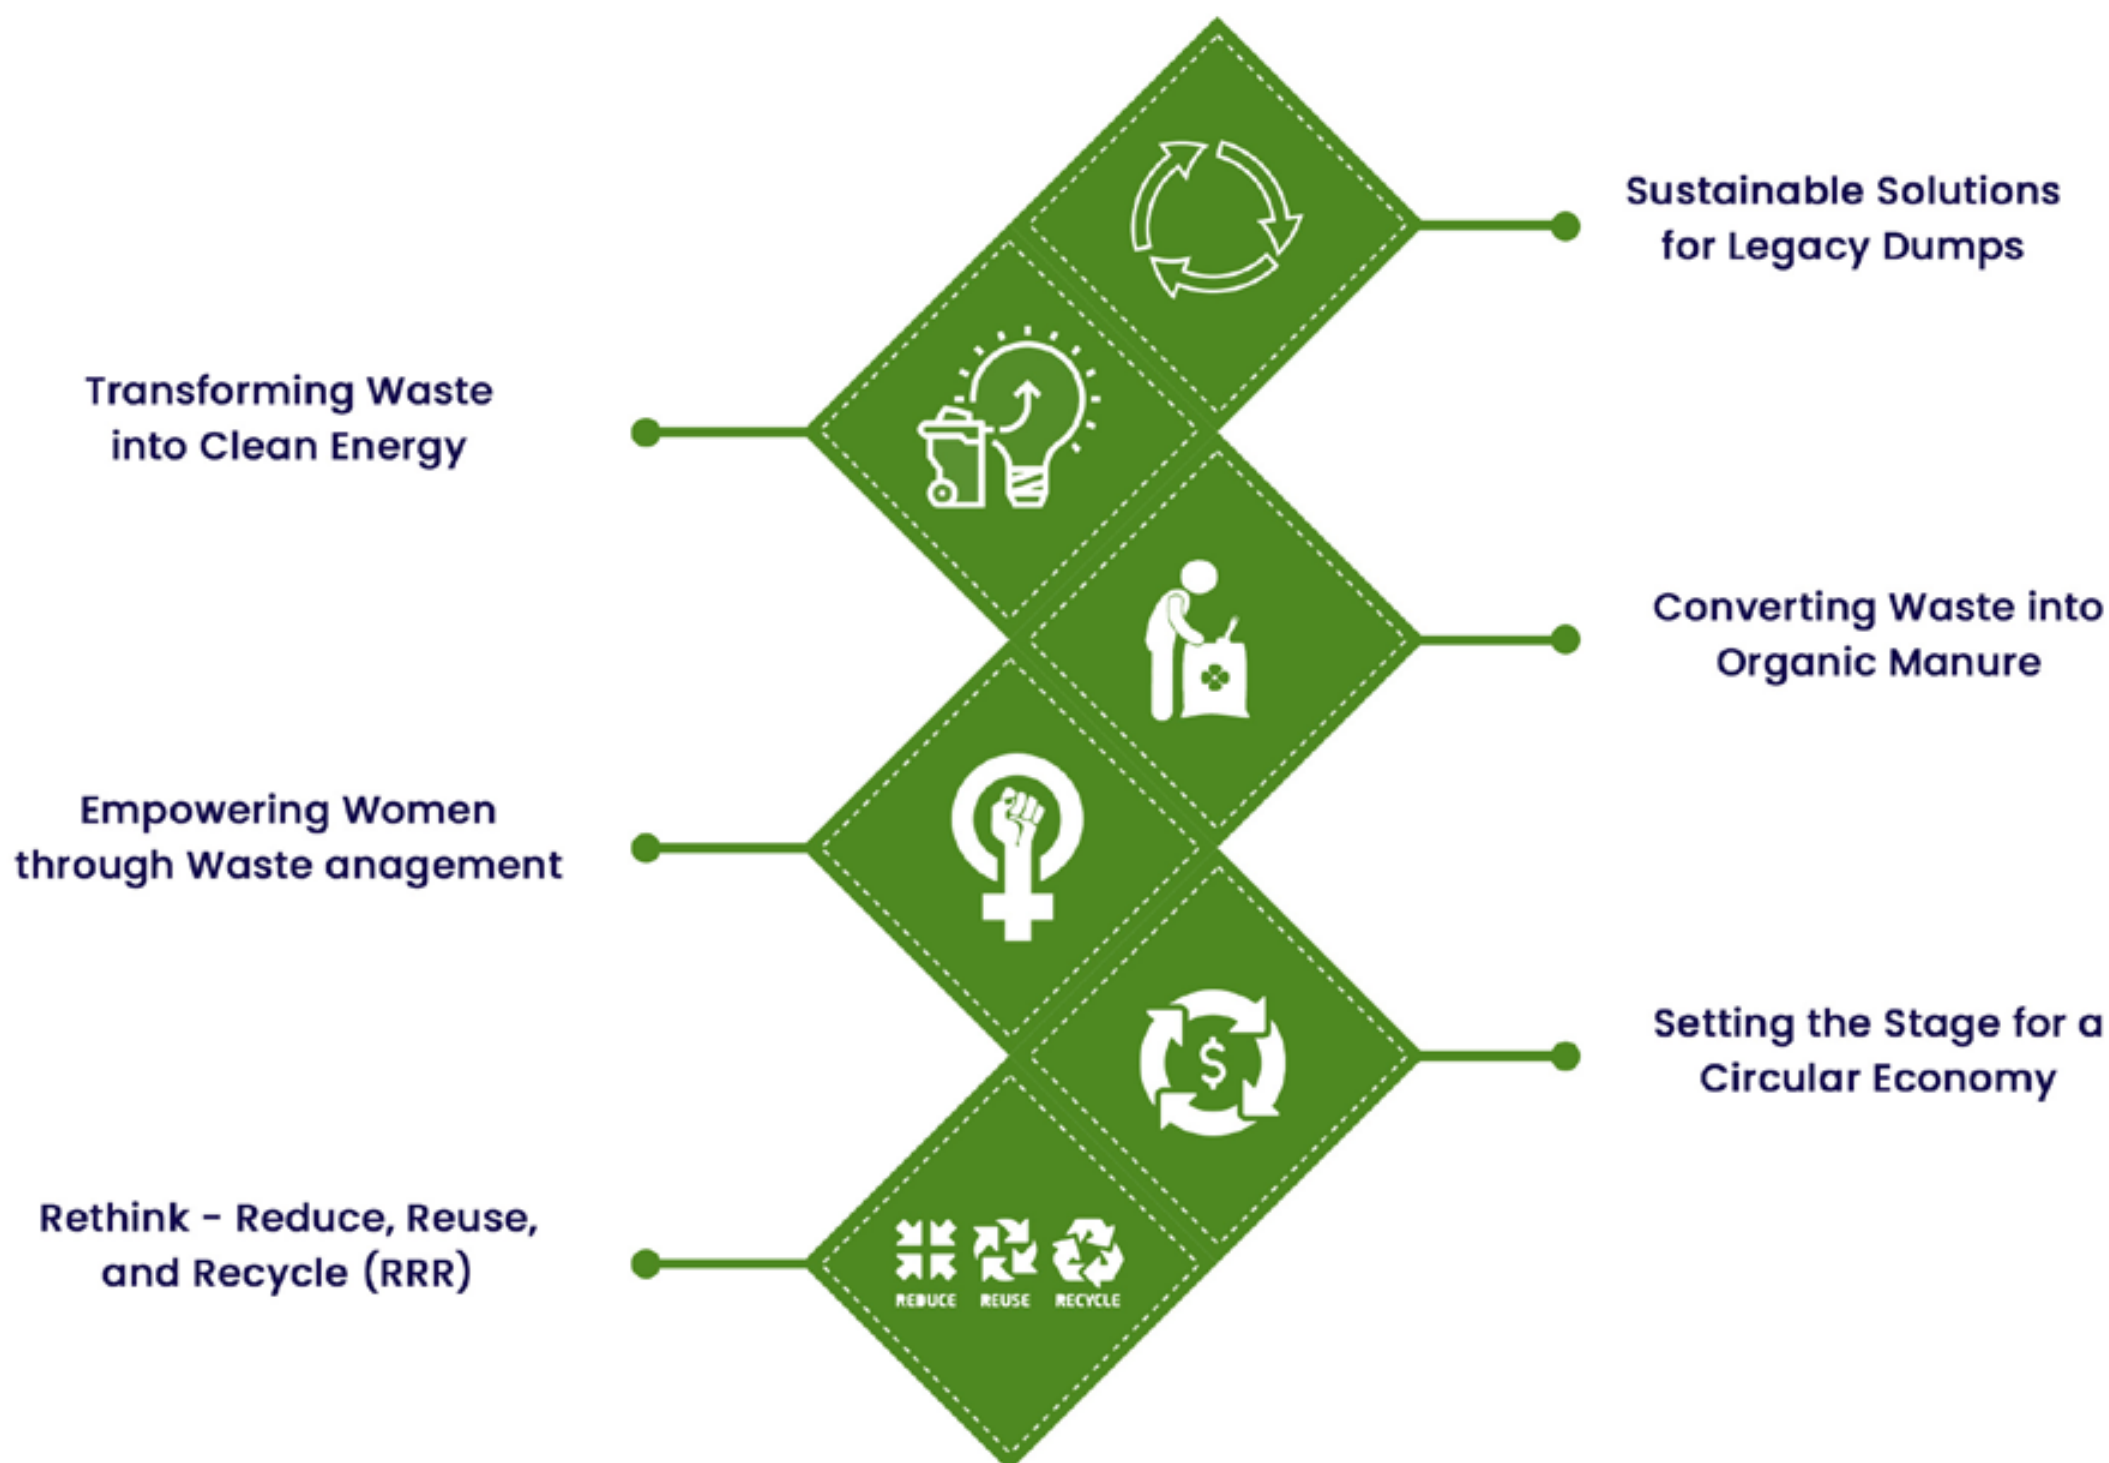 Sustainable Solutions
for Legacy Dumps
Transforming Waste
into Clean Energy
Converting Waste into
Organic Manure
Empowering Women
through Waste anagement
Setting the Stage for a
Circular Economy
Rethink - Reduce, Reuse,
and Recycle (RRR)
REDUCE REUSE RECYCLE
$